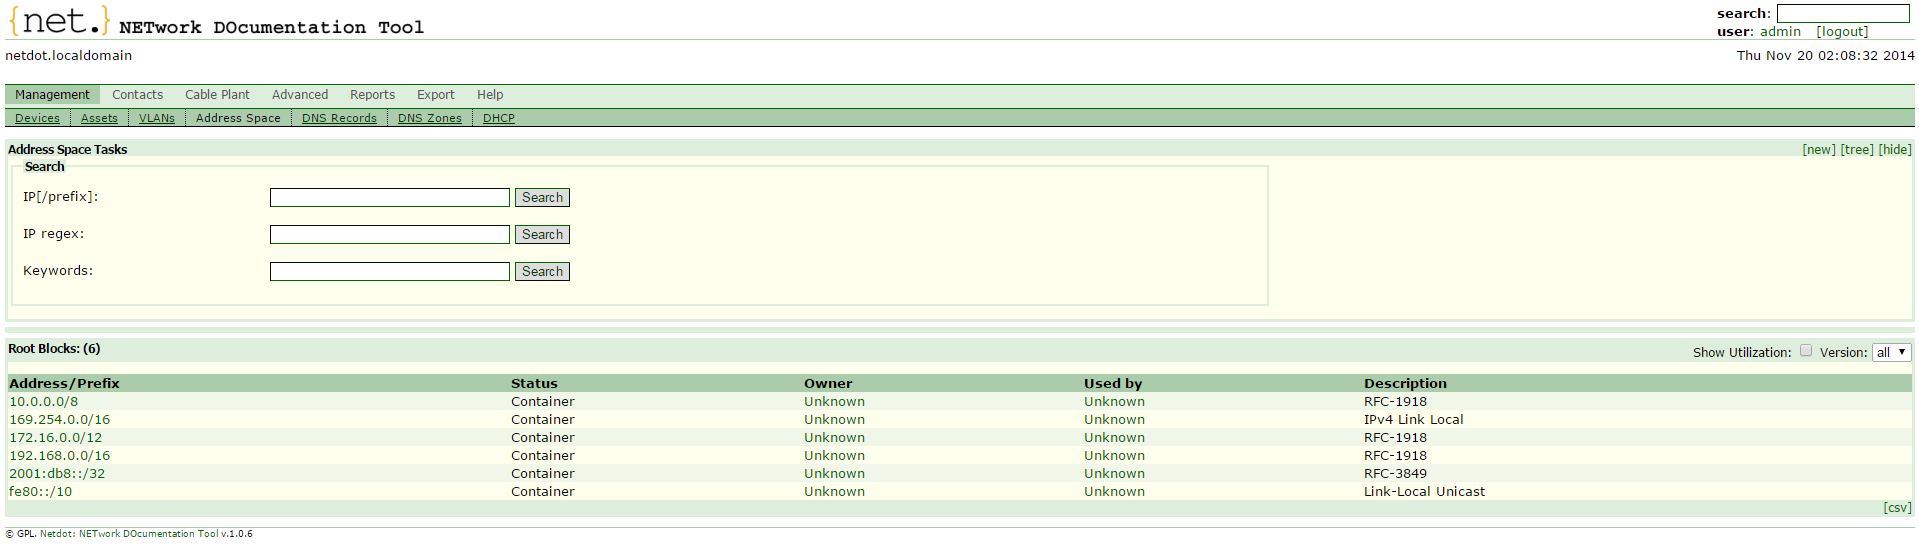 {net.} NETwork DOcumentation Tool
search:
user: admin [logout]
netdot.localdomain Thu Nov 20 02:08:32 2014
Management Contacts Cable Plant Advanced Reports Export Help
Devices Assets VLANs Address Space DNS Records DNS Zones DHCP
Address Space Tasks [new] [tree] [hide]
Search
IP[/prefix]: Search
IP regex: Search
Keywords: Search
Root Blocks: (6) Show Utilization: Version: all
Address/Prefix Status Owner Used by Description
10.0.0.0/8 Container Unknown Unknown RFC-1918
169.254.0.0/16 Container Unknown Unknown IPv4 Link Local
172.16.0.0/12 Container Unknown Unknown RFC-1918
192.168.0.0/16 Container Unknown Unknown RFC-1918
2001:db8::/32 Container Unknown Unknown RFC-3849
fe80::/10 Container Unknown Unknown Link-Local Unicast
[csv]
© GPL. Netdot: NETwork DOcumentation Tool v.1.0.6